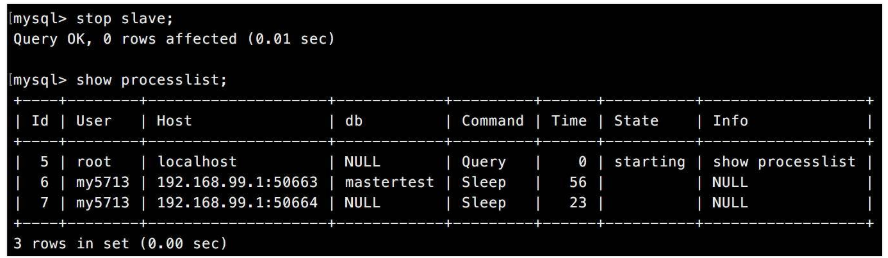 [mysql> stop slave;
Query OK, 0 rows affected (0.01 sec)
[mysql> show processlist;
+----+--------+--------------------+------------+---------+------+----------+------------------+
| Id | User   | Host               | db         | Command | Time | State    | Info             |
+----+--------+--------------------+------------+---------+------+----------+------------------+
|  5 | root   | localhost          | NULL       | Query   |    0 | starting | show processlist |
|  6 | my5713 | 192.168.99.1:50663 | mastertest | Sleep   |   56 |          | NULL             |
|  7 | my5713 | 192.168.99.1:50664 | NULL       | Sleep   |   23 |          | NULL             |
+----+--------+--------------------+------------+---------+------+----------+------------------+
3 rows in set (0.00 sec)